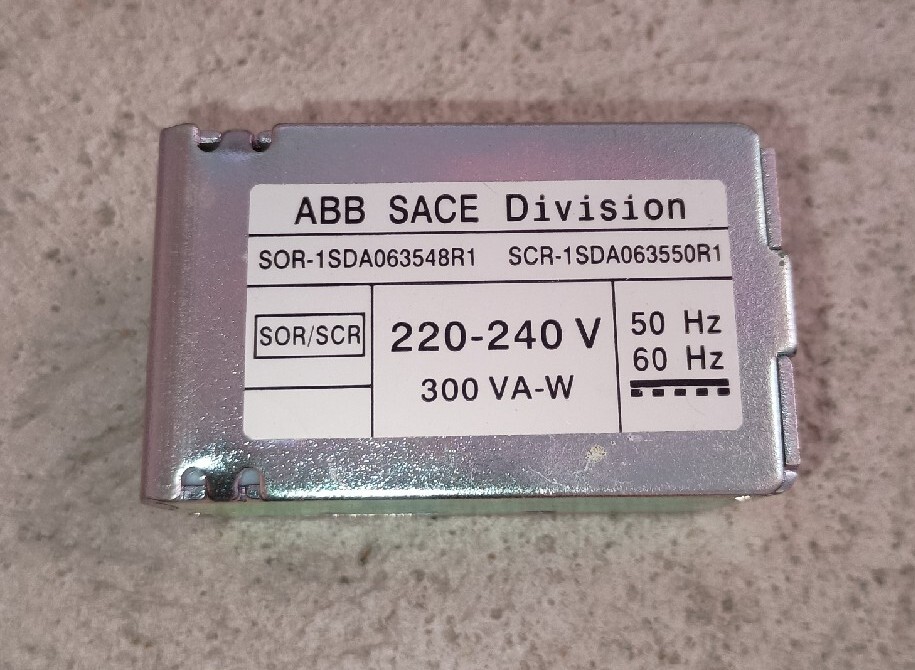 ABB SACE Division
SOR-1SDA063548R1 SCR-1SDA063550R1
SOR/SCR
220-240 V
300 VA-W
50 Hz
60 Hz